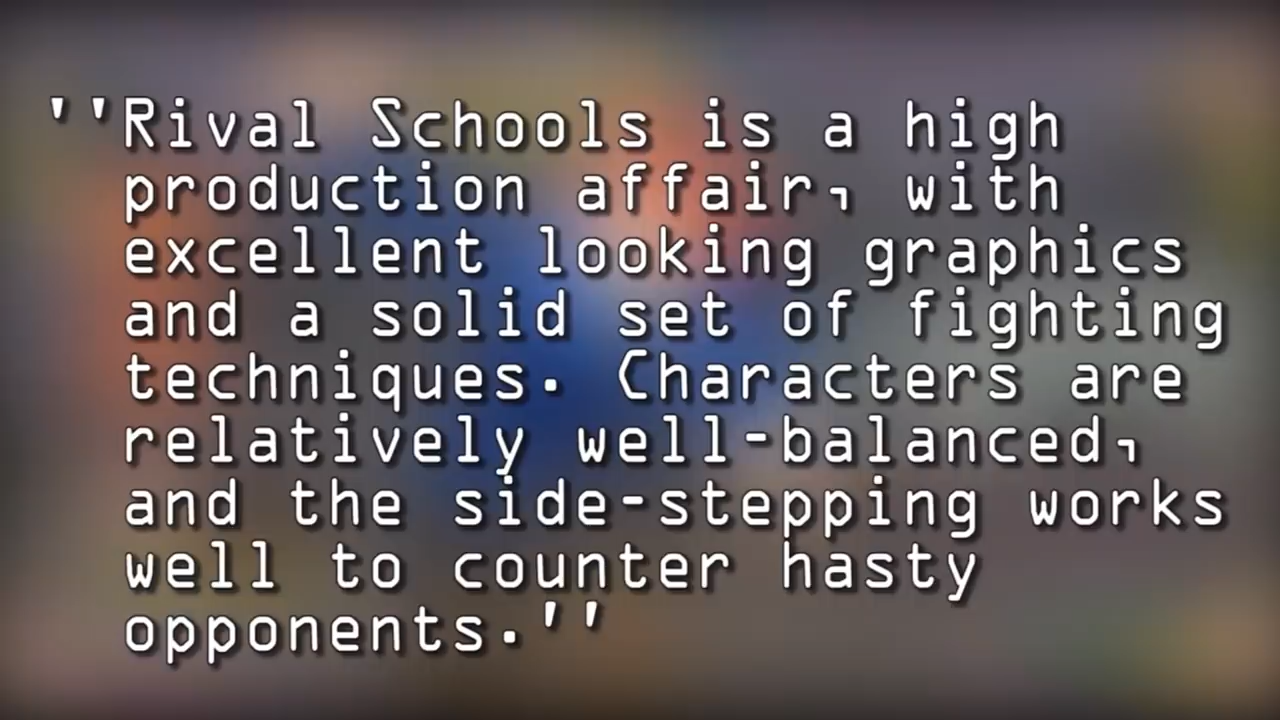 ''Rival Schools is a high
production affair, with
excellent looking graphics
and a solid set of fighting
techniques. Characters are
relatively well-balanced,
and the side-stepping works
well to counter hasty
opponents.''